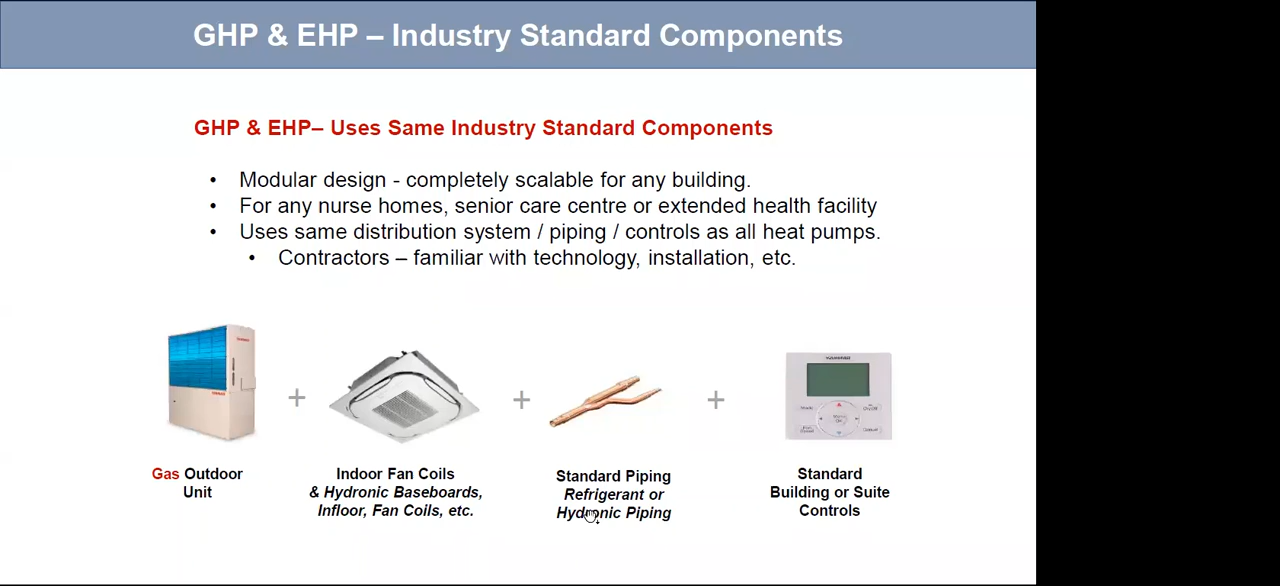 GHP & EHP – Industry Standard Components
GHP & EHP– Uses Same Industry Standard Components
• Modular design - completely scalable for any building.
• For any nurse homes, senior care centre or extended health facility
• Uses same distribution system / piping / controls as all heat pumps.
• Contractors – familiar with technology, installation, etc.
+ + +
Gas Outdoor
Unit
Indoor Fan Coils
& Hydronic Baseboards,
Infloor, Fan Coils, etc.
Standard Piping
Refrigerant or
Hydronic Piping
Standard
Building or Suite
Controls